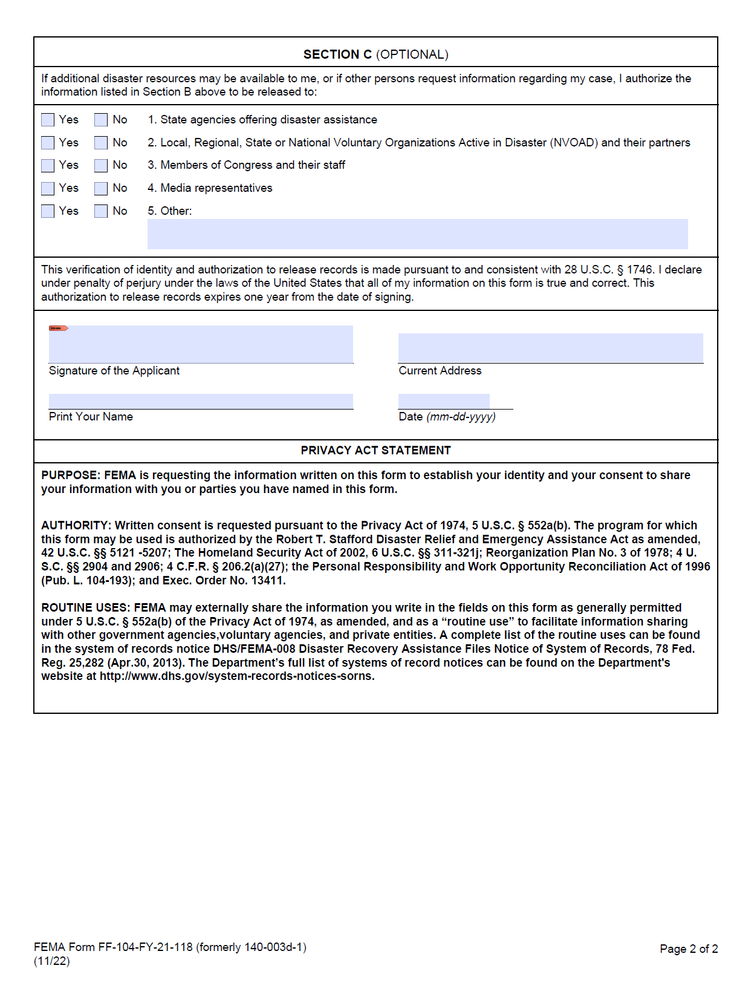 SECTION C (OPTIONAL)
If additional disaster resources may be available to me, or if other persons request information regarding my case, I authorize the
information listed in Section B above to be released to:
Yes No 1. State agencies offering disaster assistance
Yes No 2. Local, Regional, State or National Voluntary Organizations Active in Disaster (NVOAD) and their partners
Yes No 3. Members of Congress and their staff
Yes No 4. Media representatives
Yes No 5. Other:
This verification of identity and authorization to release records is made pursuant to and consistent with 28 U.S.C. § 1746. I declare
under penalty of perjury under the laws of the United States that all of my information on this form is true and correct. This
authorization to release records expires one year from the date of signing.
Signature of the Applicant
Current Address
Print Your Name
Date (mm-dd-yyyy)
PRIVACY ACT STATEMENT
PURPOSE: FEMA is requesting the information written on this form to establish your identity and your consent to share
your information with you or parties you have named in this form.
AUTHORITY: Written consent is requested pursuant to the Privacy Act of 1974, 5 U.S.C. § 552a(b). The program for which
this form may be used is authorized by the Robert T. Stafford Disaster Relief and Emergency Assistance Act as amended,
42 U.S.C. §§ 5121 -5207; The Homeland Security Act of 2002, 6 U.S.C. §§ 311-321j; Reorganization Plan No. 3 of 1978; 4 U.
S.C. §§ 2904 and 2906; 4 C.F.R. § 206.2(a)(27); the Personal Responsibility and Work Opportunity Reconciliation Act of 1996
(Pub. L. 104-193); and Exec. Order No. 13411.
ROUTINE USES: FEMA may externally share the information you write in the fields on this form as generally permitted
under 5 U.S.C. § 552a(b) of the Privacy Act of 1974, as amended, and as a “routine use” to facilitate information sharing
with other government agencies,voluntary agencies, and private entities. A complete list of the routine uses can be found
in the system of records notice DHS/FEMA-008 Disaster Recovery Assistance Files Notice of System of Records, 78 Fed.
Reg. 25,282 (Apr.30, 2013). The Department’s full list of systems of record notices can be found on the Department's
website at http://www.dhs.gov/system-records-notices-sorns.
FEMA Form FF-104-FY-21-118 (formerly 140-003d-1)
(11/22)
Page 2 of 2